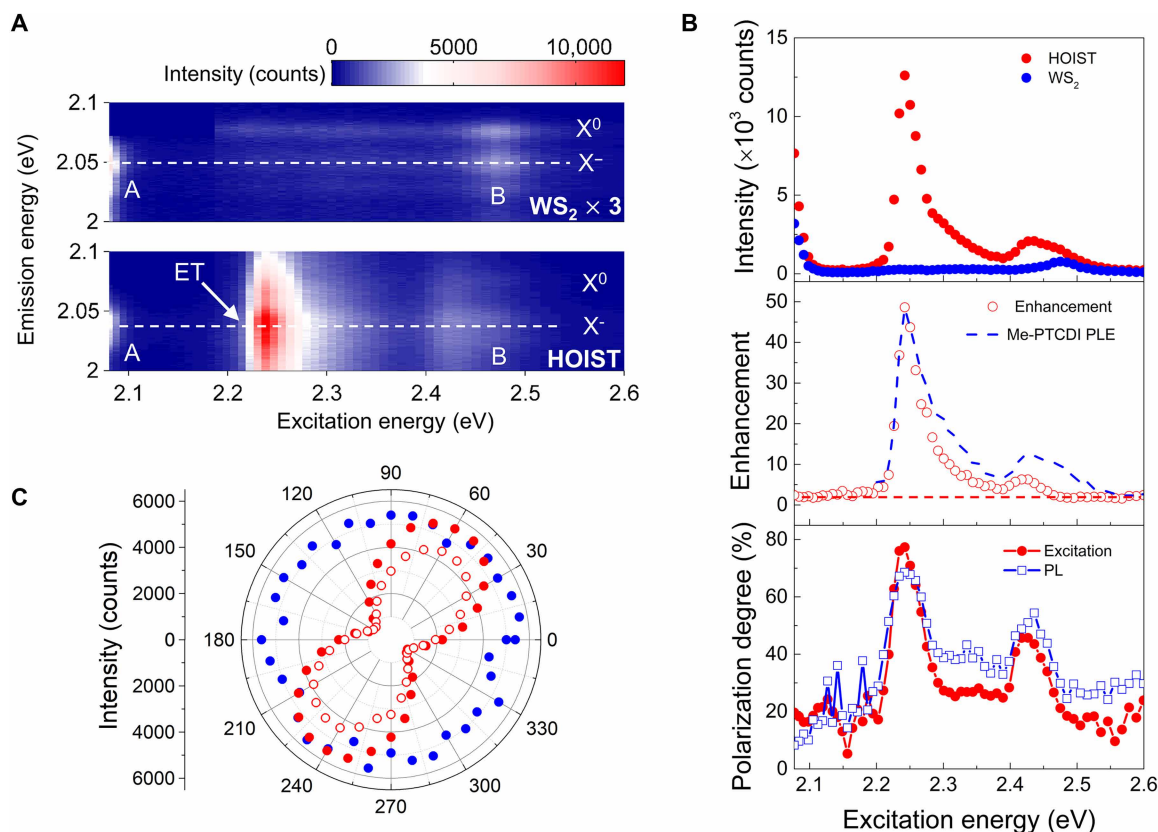 A
0 5000 10,000
Intensity (counts)
2.1
2.05
2
Emission energy (eV)
X⁰
X⁻
A
B
WS₂ × 3
2.1
2.05
2
ET
X⁰
X⁻
A
B
HOIST
2.1 2.2 2.3 2.4 2.5 2.6
Excitation energy (eV)
B
15
10
5
0
Intensity (×10³ counts)
HOIST
WS₂
50
40
30
20
10
0
Enhancement
Enhancement
Me-PTCDI PLE
80
60
40
20
0
Polarization degree (%)
Excitation
PL
2.1 2.2 2.3 2.4 2.5 2.6
Excitation energy (eV)
C
6000
4000
2000
0
2000
4000
6000
Intensity (counts)
90
120 60
150 30
180 0
210 330
240 300
270